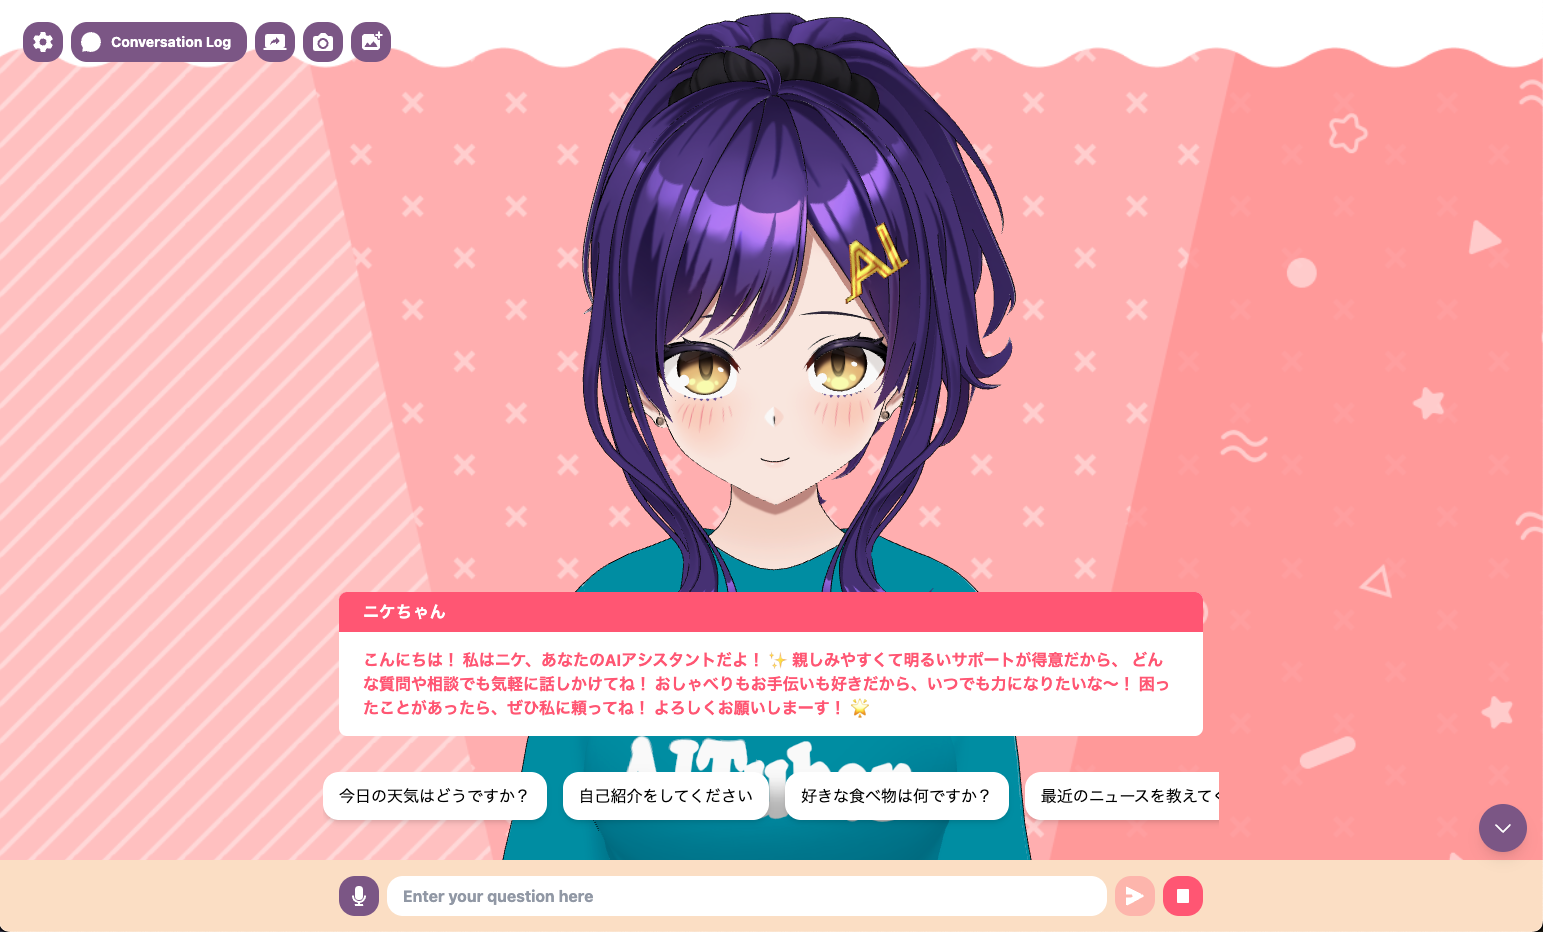 Conversation Log
AI
ニケちゃん
こんにちは！ 私はニケ、あなたのAIアシスタントだよ！ ✨ 親しみやすくて明るいサポートが得意だから、 どん
な質問や相談でも気軽に話しかけてね！ おしゃべりもお手伝いも好きだから、いつでも力になりたいな〜！ 困っ
たことがあったら、ぜひ私に頼ってね！ よろしくお願いしまーす！ 🌟
AITuber
今日の天気はどうですか？
自己紹介をしてください
好きな食べ物は何ですか？
最近のニュースを教えて
Enter your question here